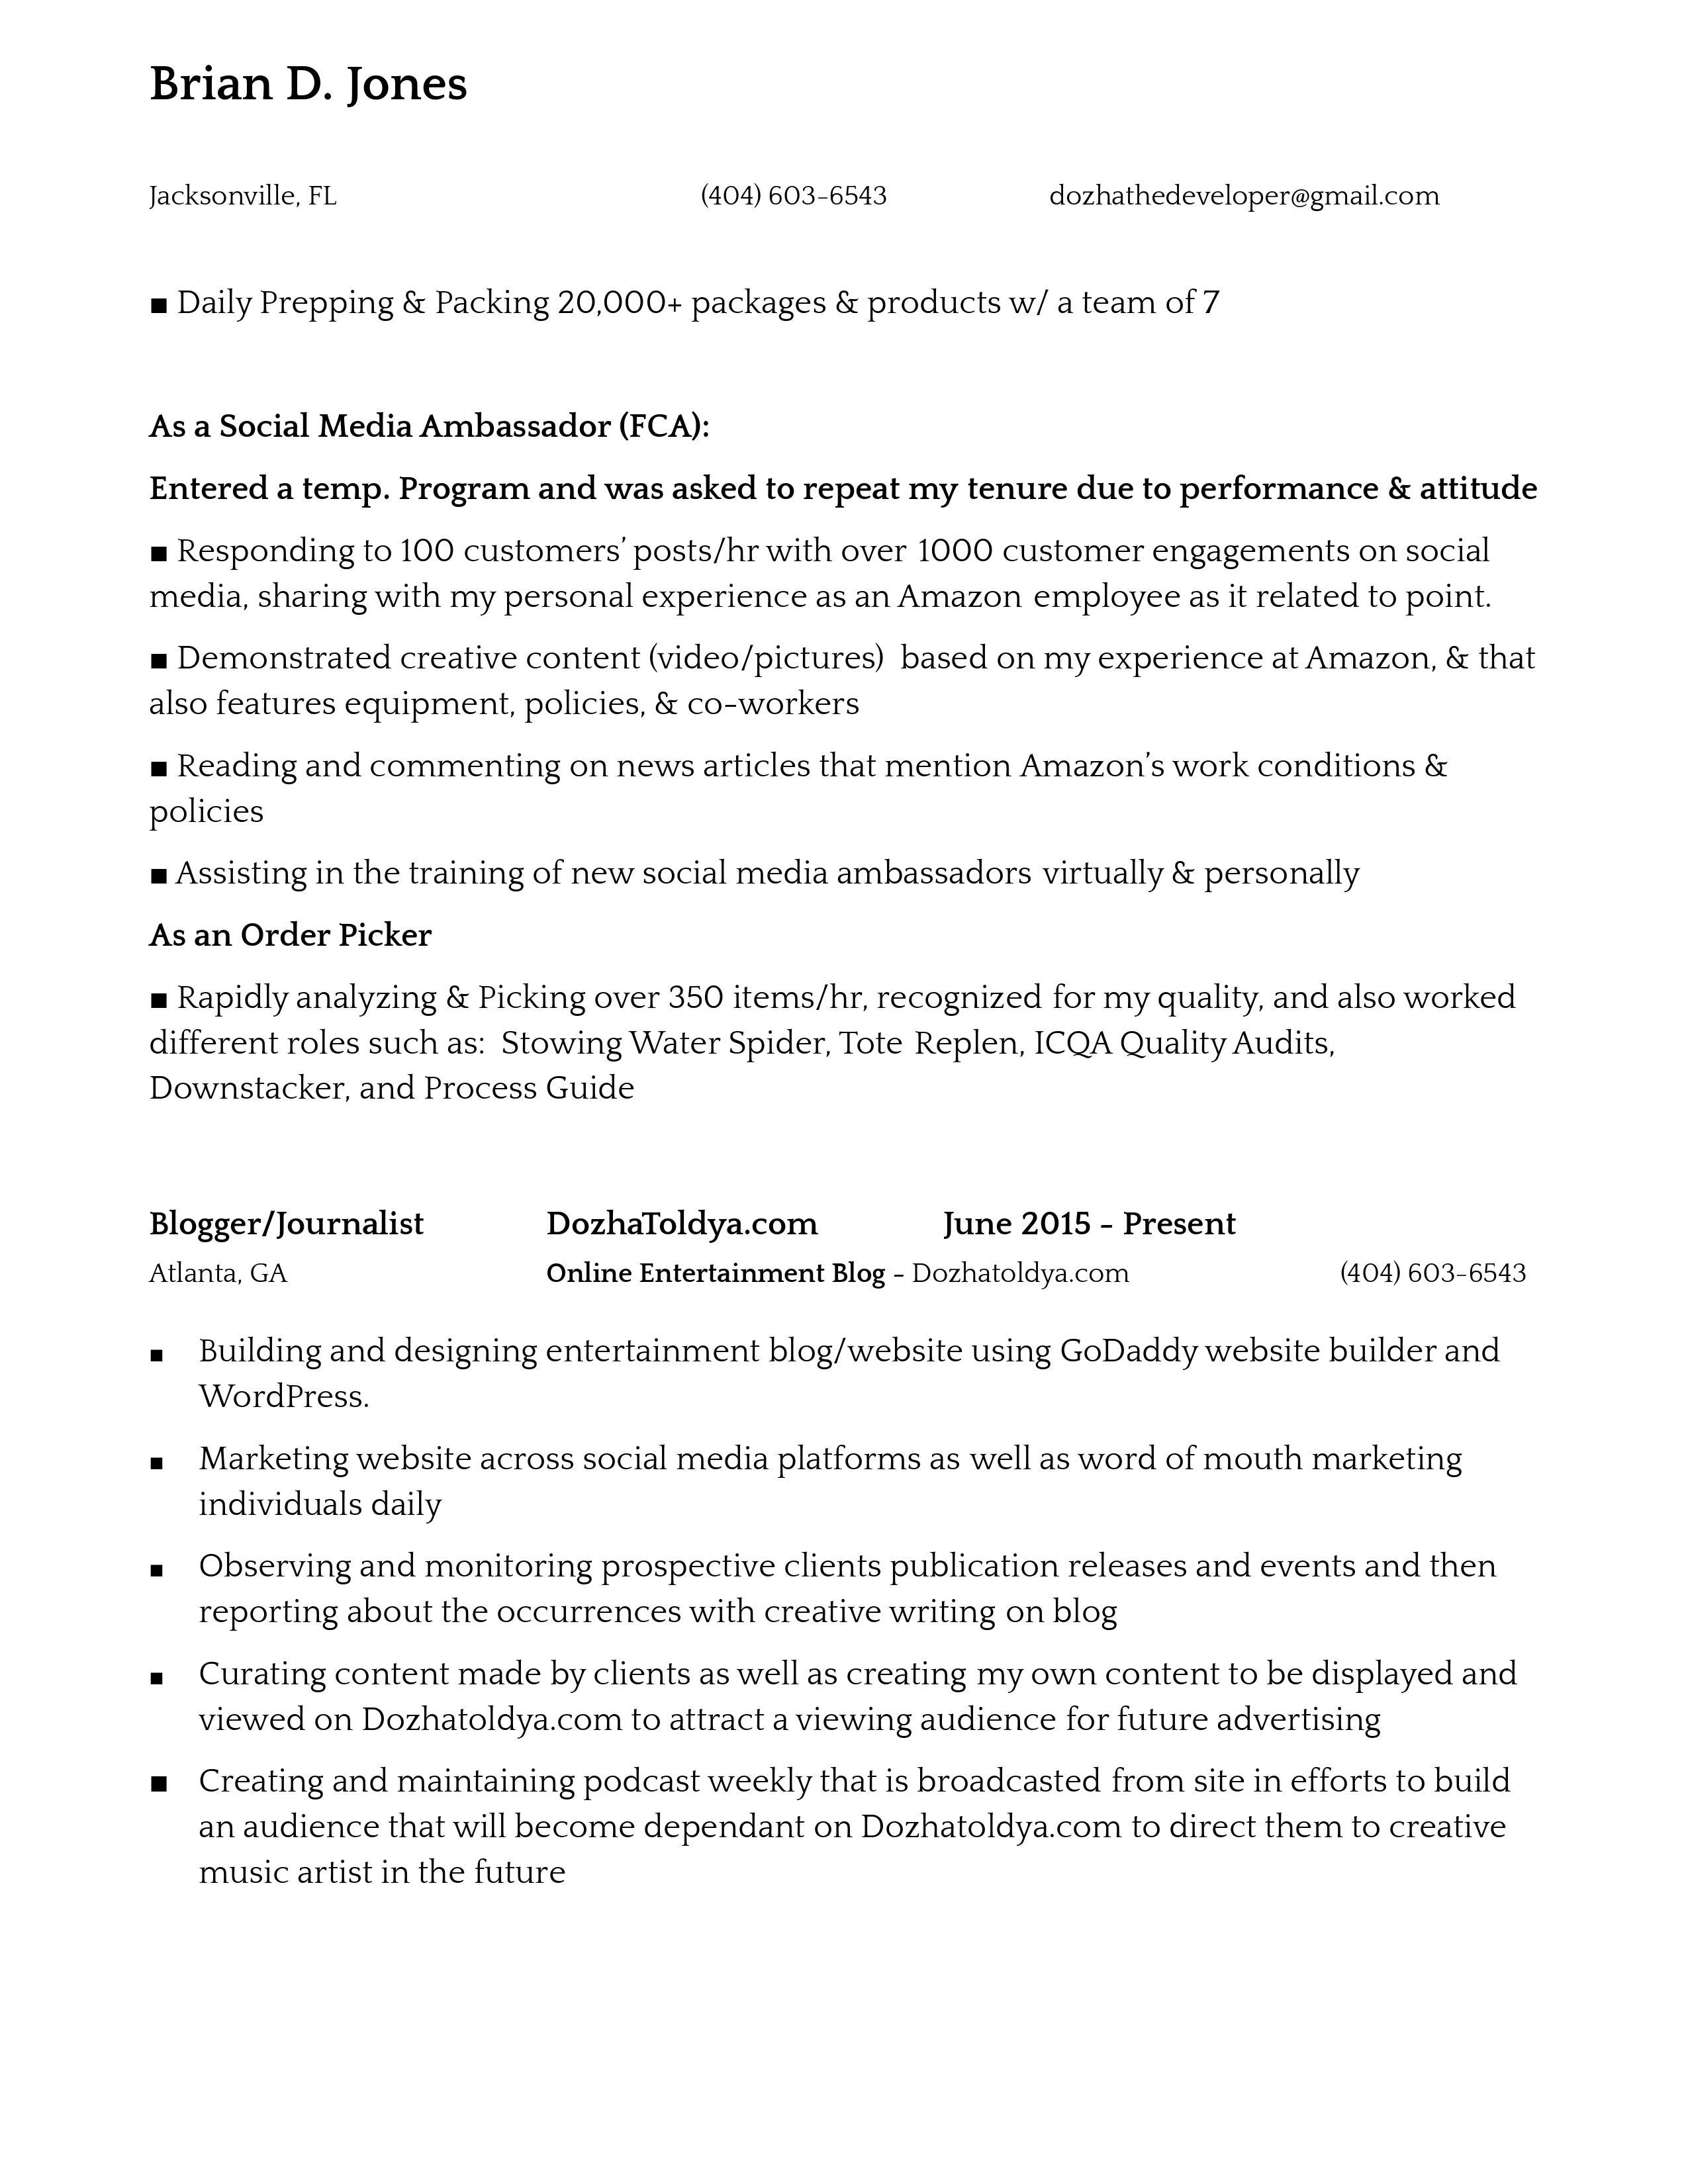 Brian D. Jones
Jacksonville, FL (404) 603-6543 dozhathedeveloper@gmail.com
■ Daily Prepping & Packing 20,000+ packages & products w/ a team of 7
As a Social Media Ambassador (FCA):
Entered a temp. Program and was asked to repeat my tenure due to performance & attitude
■ Responding to 100 customers’ posts/hr with over 1000 customer engagements on social
media, sharing with my personal experience as an Amazon employee as it related to point.
■ Demonstrated creative content (video/pictures) based on my experience at Amazon, & that
also features equipment, policies, & co-workers
■ Reading and commenting on news articles that mention Amazon’s work conditions &
policies
■ Assisting in the training of new social media ambassadors virtually & personally
As an Order Picker
■ Rapidly analyzing & Picking over 350 items/hr, recognized for my quality, and also worked
different roles such as: Stowing Water Spider, Tote Replen, ICQA Quality Audits,
Downstacker, and Process Guide
Blogger/Journalist DozhaToldya.com June 2015 - Present
Atlanta, GA Online Entertainment Blog - Dozhatoldya.com (404) 603-6543
■ Building and designing entertainment blog/website using GoDaddy website builder and
WordPress.
■ Marketing website across social media platforms as well as word of mouth marketing
individuals daily
■ Observing and monitoring prospective clients publication releases and events and then
reporting about the occurrences with creative writing on blog
■ Curating content made by clients as well as creating my own content to be displayed and
viewed on Dozhatoldya.com to attract a viewing audience for future advertising
■ Creating and maintaining podcast weekly that is broadcasted from site in efforts to build
an audience that will become dependant on Dozhatoldya.com to direct them to creative
music artist in the future